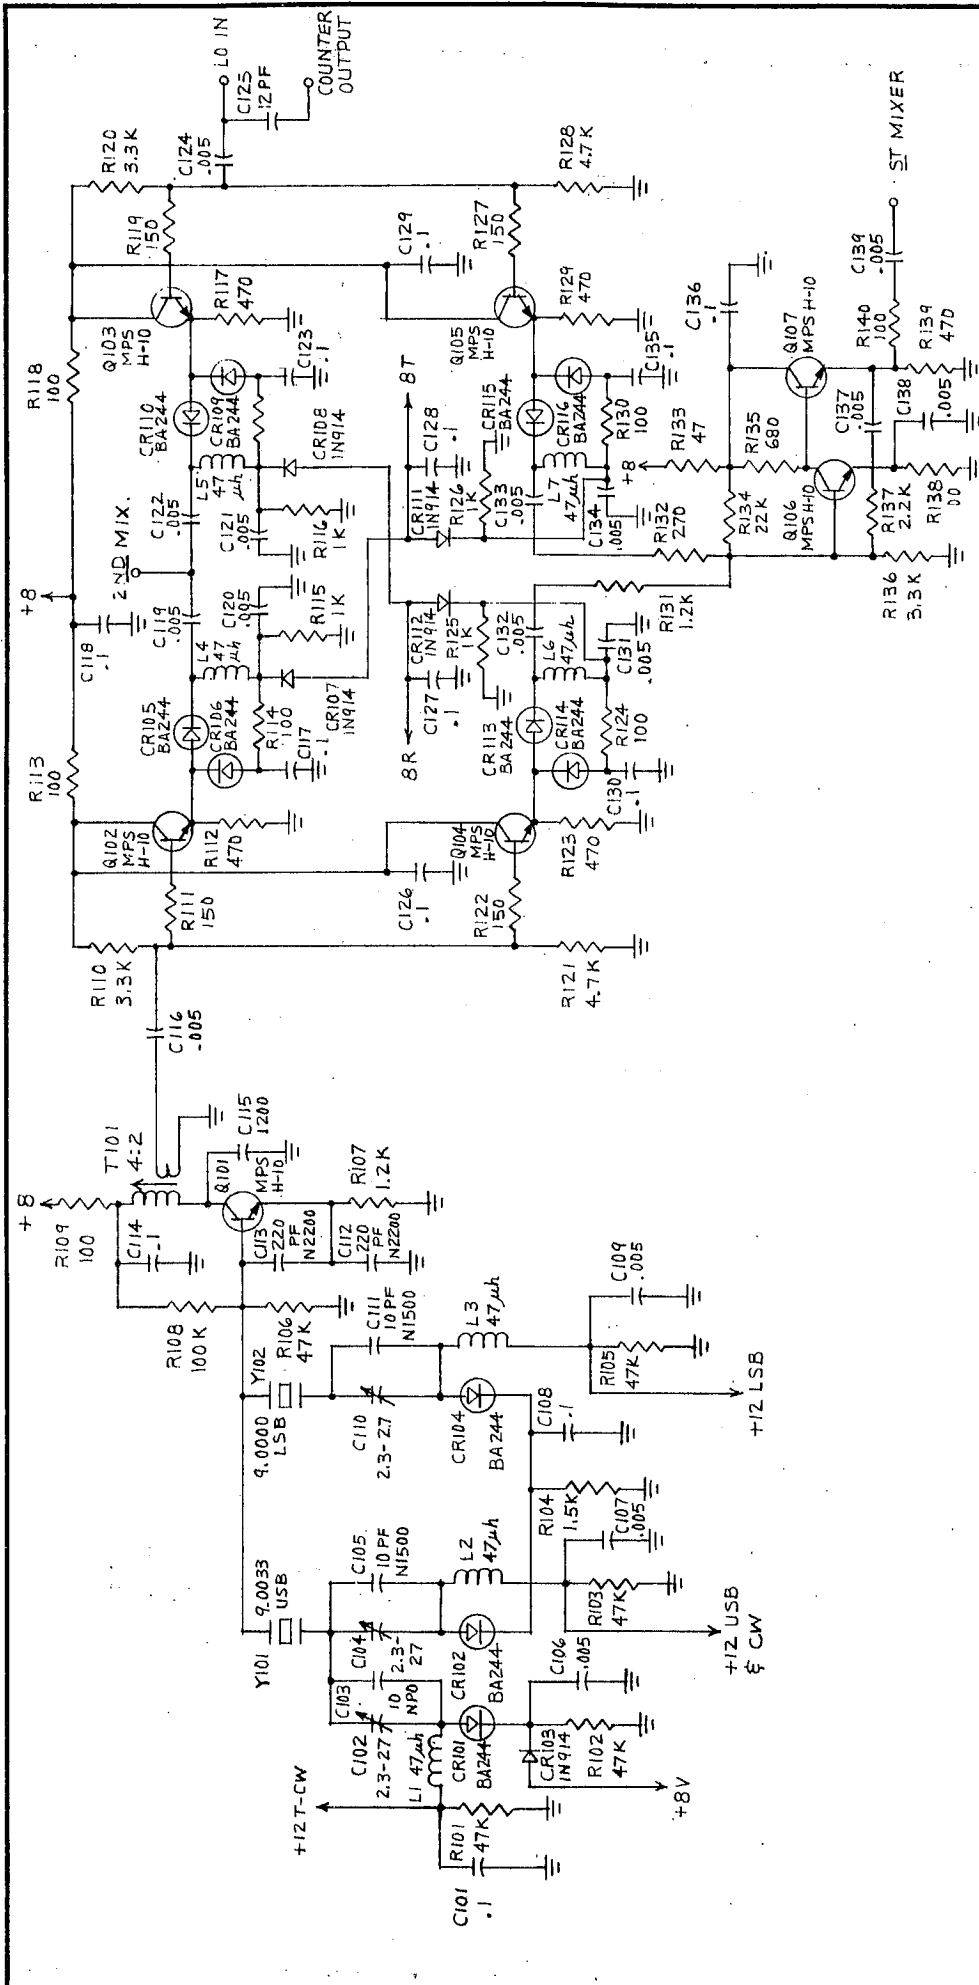 +12T-CW
C101
.1
R101
47K
L1 47µh
C102
2.3-27
C103
10
NPO
CR101
BA244
CR103
1N914
R102
47K
+8V
C106
.005
Y101
9.0033
USB
C104
2.3-
27
C105
10 PF
N1500
CR102
BA244
L2
47µh
R103
47K
C107
.005
+12 USB
& CW
R104
1.5K
C108
.1
Y102
9.0000
LSB
C110
2.3-27
C111
10 PF
N1500
CR104
BA244
L3
47µh
R105
47K
C109
.005
+12 LSB
+8
R109
100
C114
.1
R108
100K
R106
47K
T101
4:2
Q101
MPS
H-10
C115
1200
C113
220
PF
N2200
C112
220
PF
N2200
R107
1.2K
C116
.005
R110
3.3K
R111
150
Q102
MPS
H-10
R112
470
R113
100
CR105
BA244
CR106
BA244
R114
100
C117
.1
L4
47
µh
C119
.005
C120
.005
R115
1K
CR107
1N914
C118
.1
+8
2ND MIX.
C122
.005
L5
47
µh
C121
.005
R116
1K
CR108
1N914
CR110
BA244
CR109
BA244
C123
.1
R118
100
Q103
MPS
H-10
R117
470
R119
150
R120
3.3K
C124
.005
LO IN
C125
12PF
COUNTER
OUTPUT
R121
4.7K
R122
150
C126
.1
Q104
MPS
H-10
R123
470
8R
C127
.1
CR112
1N914
R125
1K
CR113
BA244
CR114
BA244
C130
.1
R124
100
L6
47µh
C132
.005
C131
.005
R131
1.2K
8T
C128
.1
CR111
1N914
R126
1K
C133
.005
CR115
BA244
CR116
BA244
L7
47µh
C134
.005
R130
100
C135
.1
R132
270
Q105
MPS
H-10
R129
470
C129
.1
R127
150
R128
4.7K
+8
R133
47
R134
22K
R135
680
C136
.1
Q106
MPSH-10
Q107
MPS H-10
R136
3.3K
R137
2.2K
R138
00
C137
.005
C138
.005
R139
470
R140
100
C139
.005
ST MIXER